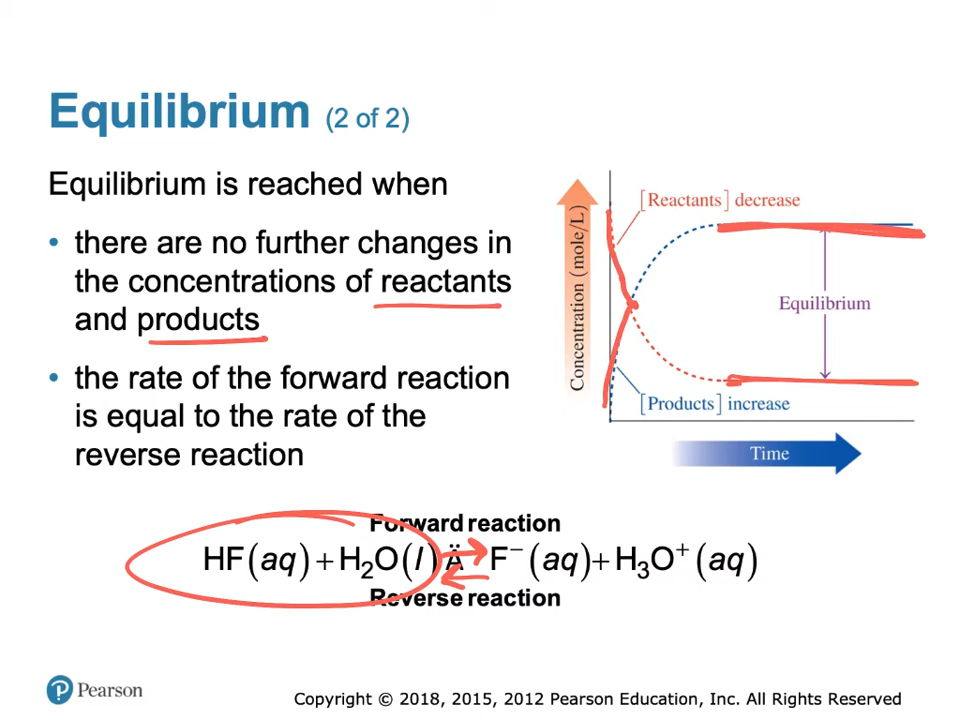 Equilibrium (2 of 2)
Equilibrium is reached when
• there are no further changes in
the concentrations of reactants
and products
• the rate of the forward reaction
is equal to the rate of the
reverse reaction
Concentration (mole/L)
[Reactants] decrease
Equilibrium
[Products] increase
Time
Forward reaction
HF(aq) + H₂O(l) Ä F⁻(aq) + H₃O⁺(aq)
Reverse reaction
Pearson
Copyright © 2018, 2015, 2012 Pearson Education, Inc. All Rights Reserved